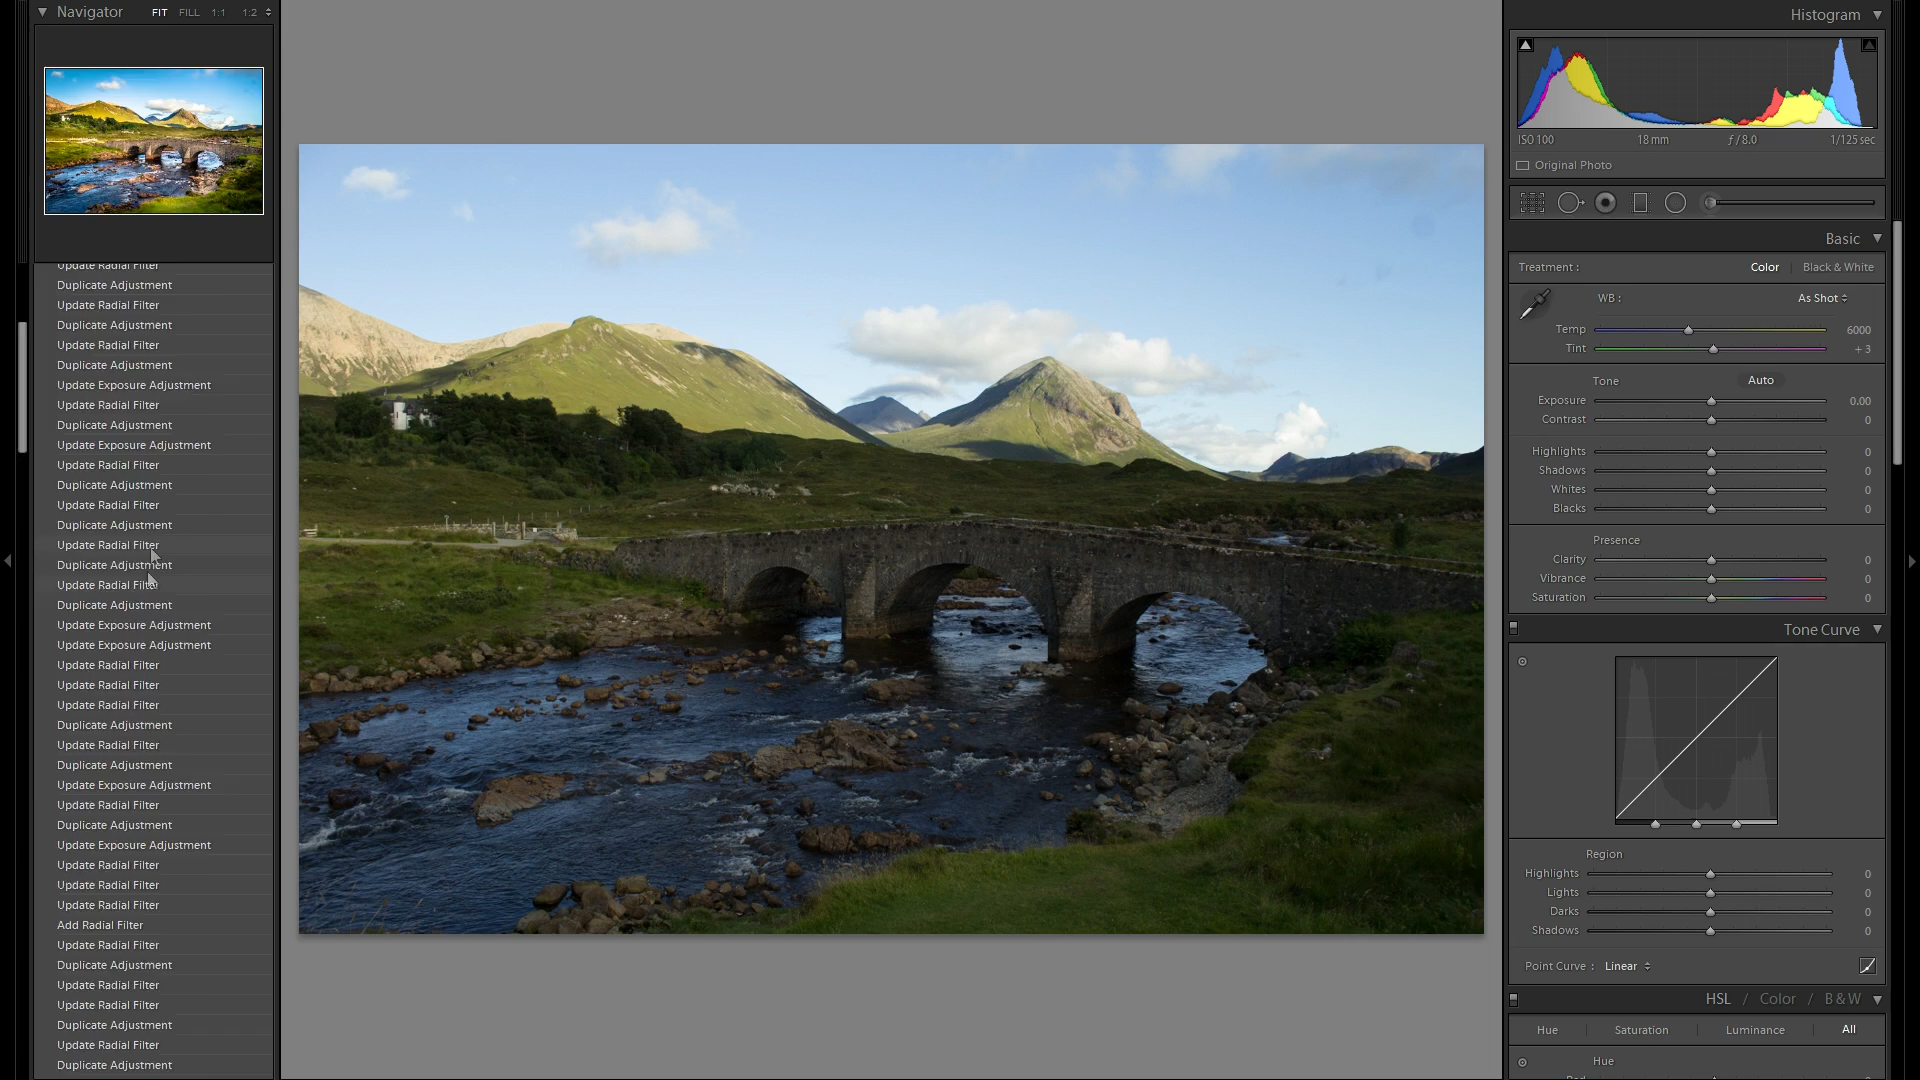 Navigator FIT FILL 1:1 1:2
Update Radial Filter
Duplicate Adjustment
Update Radial Filter
Duplicate Adjustment
Update Radial Filter
Duplicate Adjustment
Update Exposure Adjustment
Update Radial Filter
Duplicate Adjustment
Update Exposure Adjustment
Update Radial Filter
Duplicate Adjustment
Update Radial Filter
Duplicate Adjustment
Update Radial Filter
Duplicate Adjustment
Update Radial Filter
Duplicate Adjustment
Update Exposure Adjustment
Update Exposure Adjustment
Update Radial Filter
Update Radial Filter
Update Radial Filter
Duplicate Adjustment
Update Radial Filter
Duplicate Adjustment
Update Exposure Adjustment
Update Radial Filter
Duplicate Adjustment
Update Exposure Adjustment
Update Radial Filter
Update Radial Filter
Update Radial Filter
Add Radial Filter
Update Radial Filter
Duplicate Adjustment
Update Radial Filter
Update Radial Filter
Duplicate Adjustment
Update Radial Filter
Duplicate Adjustment
Histogram
ISO 100 18 mm ƒ / 8.0 1/125 sec
Original Photo
Basic
Treatment : Color Black & White
WB : As Shot
Temp 6000
Tint + 3
Tone Auto
Exposure 0.00
Contrast 0
Highlights 0
Shadows 0
Whites 0
Blacks 0
Presence
Clarity 0
Vibrance 0
Saturation 0
Tone Curve
Region
Highlights 0
Lights 0
Darks 0
Shadows 0
Point Curve : Linear
HSL / Color / B & W
Hue Saturation Luminance All
Hue